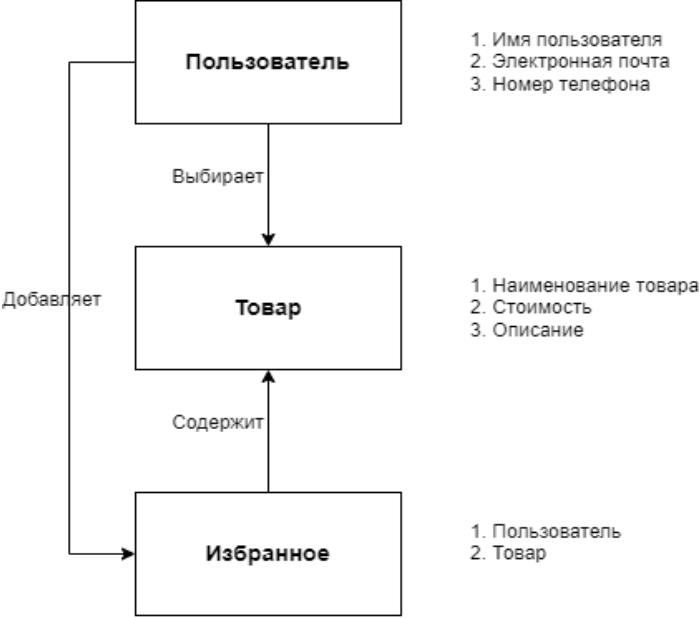 Пользователь
1. Имя пользователя
2. Электронная почта
3. Номер телефона
Выбирает
Добавляет
Товар
1. Наименование товара
2. Стоимость
3. Описание
Содержит
Избранное
1. Пользователь
2. Товар